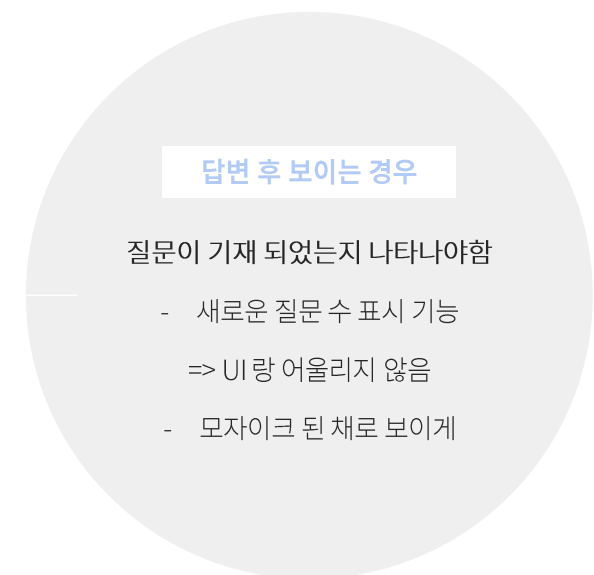 답변 후 보이는 경우
질문이 기재 되었는지 나타나야함
- 새로운 질문 수 표시 기능
=> UI 랑 어울리지 않음
- 모자이크 된 채로 보이게